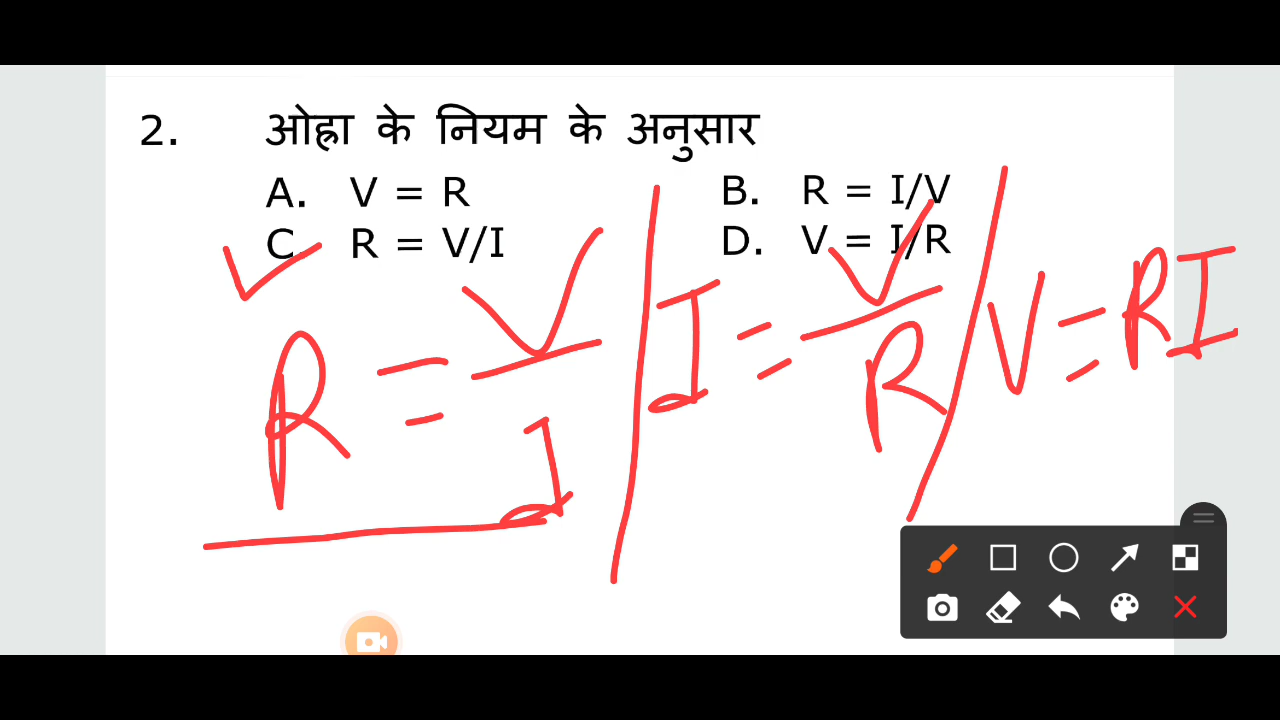 2. ओह्रा के नियम के अनुसार
A. V = R B. R = I/V
C. R = V/I D. V = I/R
R = V/I I = V/R V = RI